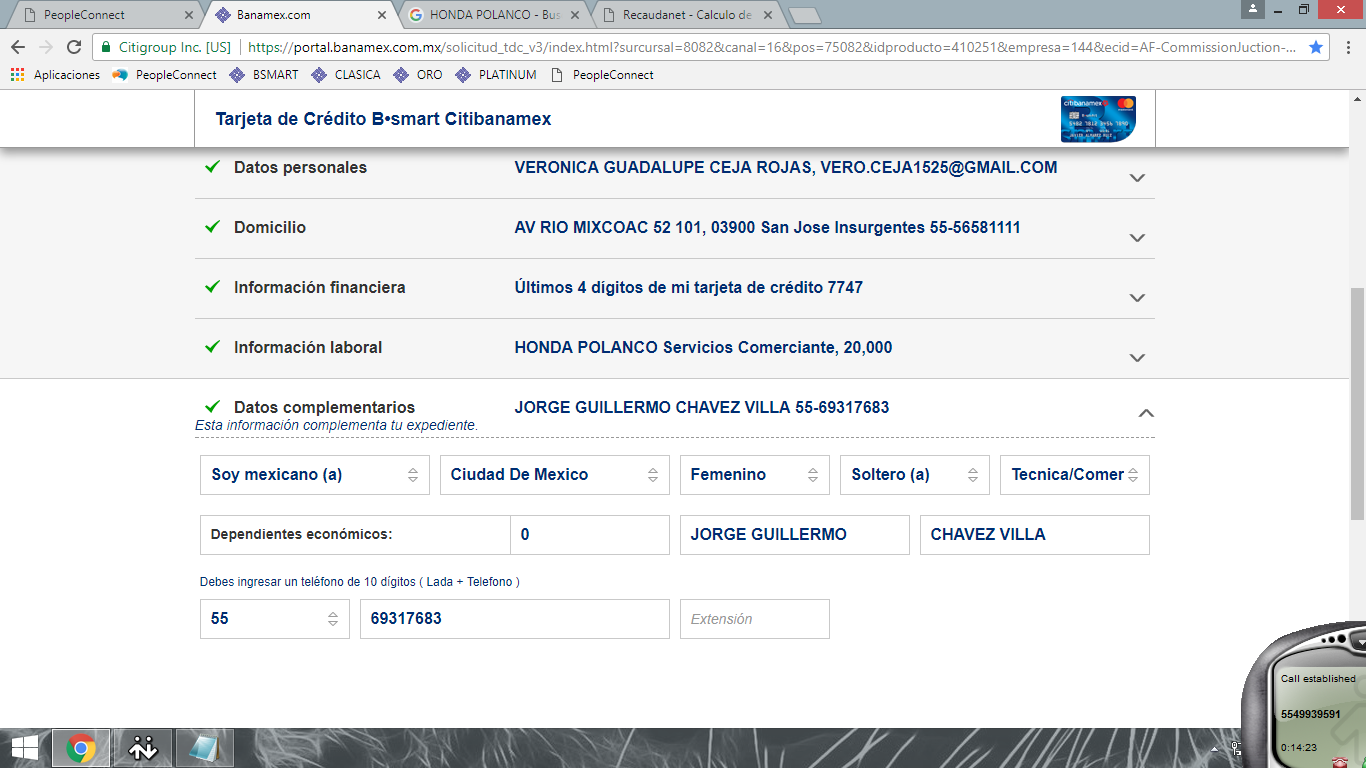 PeopleConnect
Banamex.com
HONDA POLANCO - Bus
Recaudanet - Calculo de
Citigroup Inc. [US]
https://portal.banamex.com.mx/solicitud_tdc_v3/index.html?surcursal=8082&canal=16&pos=75082&idproducto=410251&empresa=144&ecid=AF-CommissionJuction-...
Aplicaciones PeopleConnect BSMART CLASICA ORO PLATINUM PeopleConnect
Tarjeta de Crédito B•smart Citibanamex
citibanamex
Datos personales VERONICA GUADALUPE CEJA ROJAS, VERO.CEJA1525@GMAIL.COM
Domicilio AV RIO MIXCOAC 52 101, 03900 San Jose Insurgentes 55-56581111
Información financiera Últimos 4 dígitos de mi tarjeta de crédito 7747
Información laboral HONDA POLANCO Servicios Comerciante, 20,000
Datos complementarios JORGE GUILLERMO CHAVEZ VILLA 55-69317683
Esta información complementa tu expediente.
Soy mexicano (a) Ciudad De Mexico Femenino Soltero (a) Tecnica/Comer
Dependientes económicos: 0 JORGE GUILLERMO CHAVEZ VILLA
Debes ingresar un teléfono de 10 dígitos ( Lada + Telefono )
55 69317683 Extensión
Call established
5549939591
0:14:23